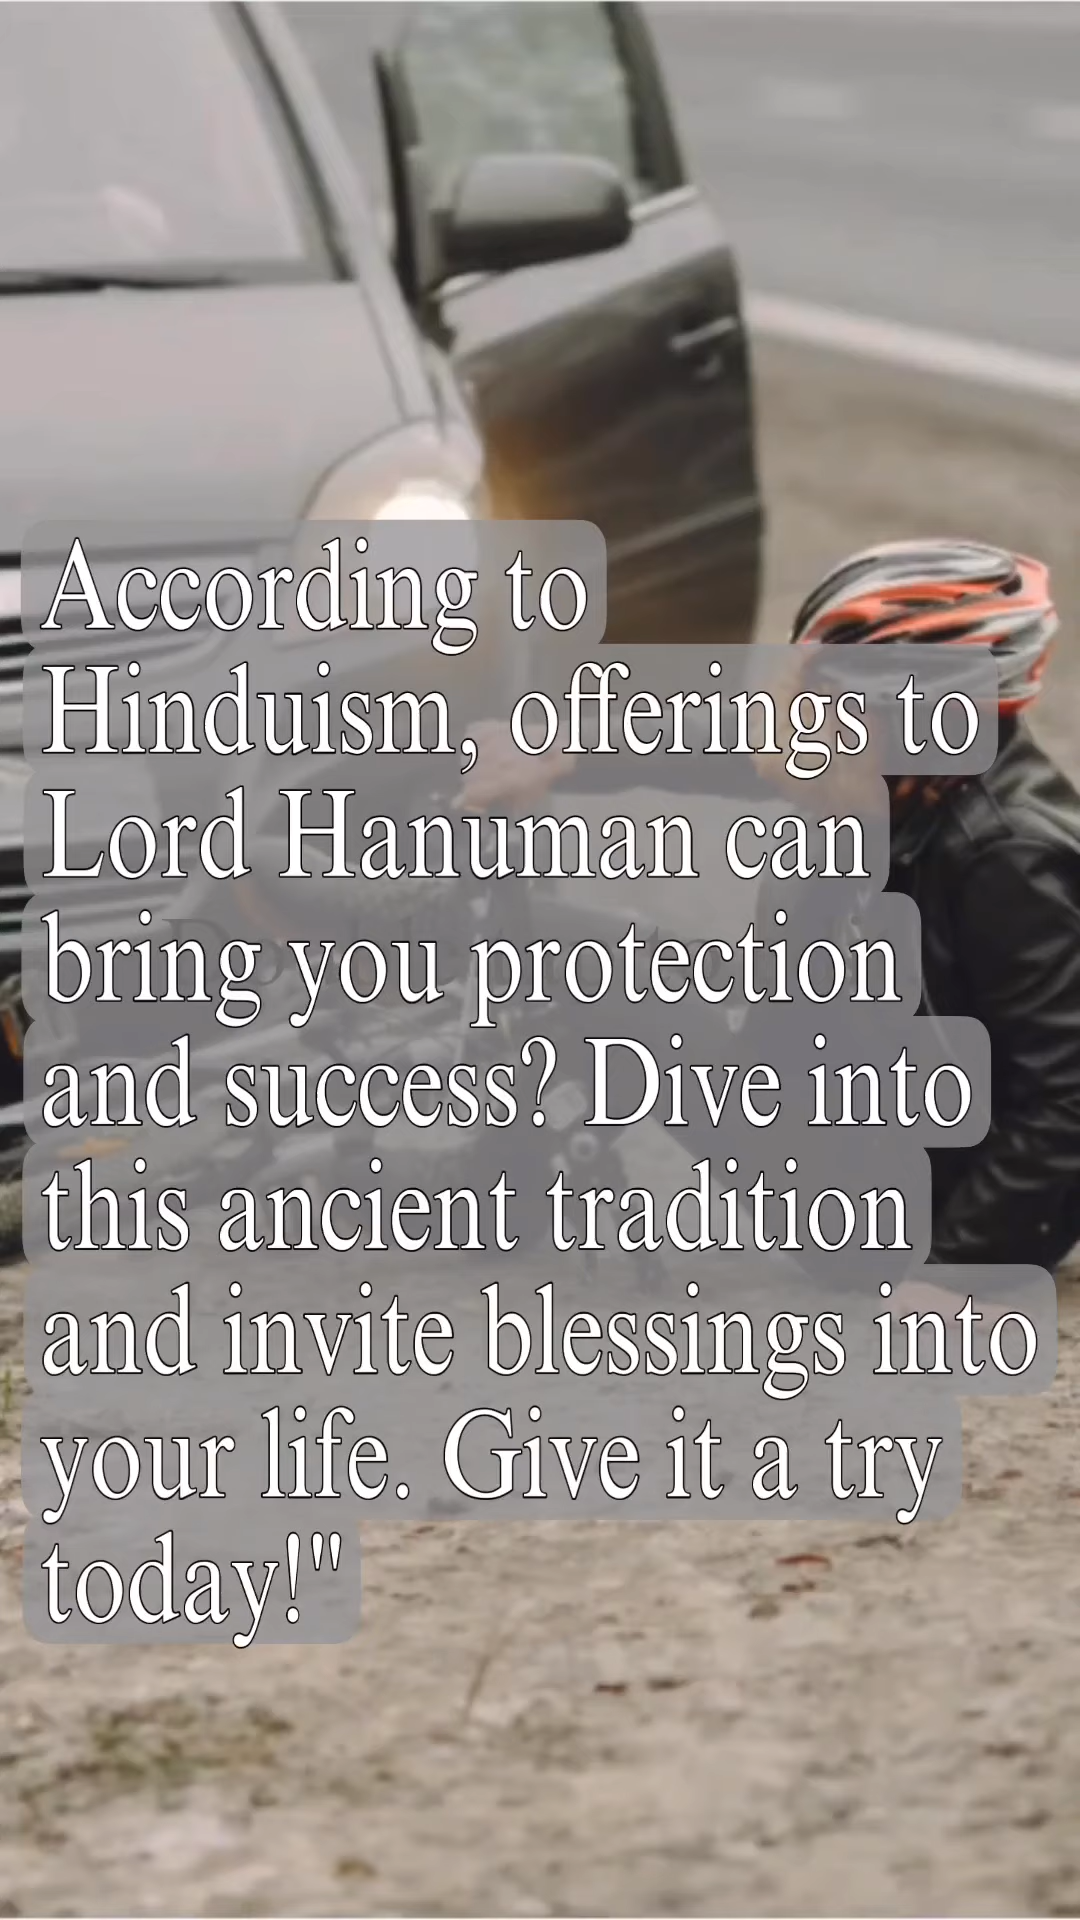 According to
Hinduism, offerings to
Lord Hanuman can
bring you protection
and success? Dive into
this ancient tradition
and invite blessings into
your life. Give it a try
today!"